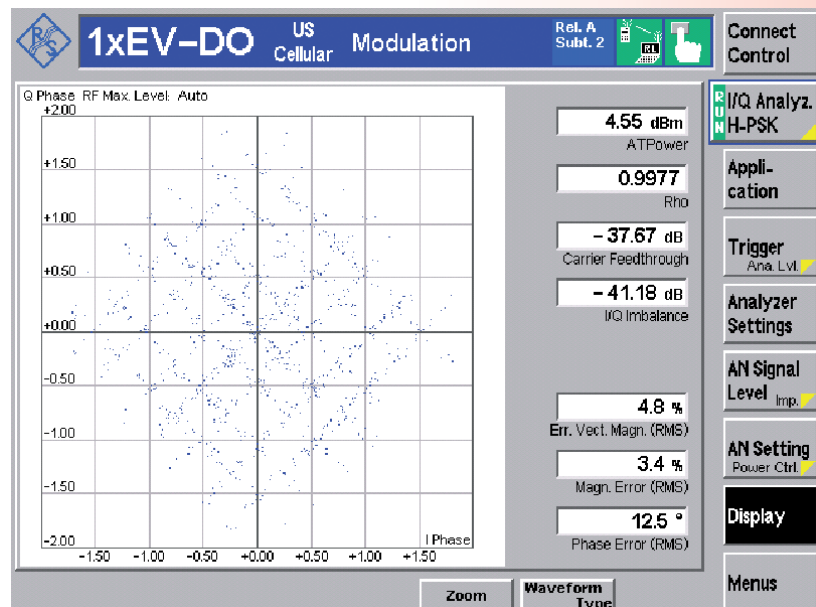 R/S
1xEV-DO
US
Cellular
Modulation
Rel. A
Subt. 2
RL
Connect
Control
Q Phase RF Max. Level: Auto
+2.00
+1.50
+1.00
+0.50
+0.00
-0.50
-1.00
-1.50
-2.00
-1.50 -1.00 -0.50 +0.00 +0.50 +1.00 +1.50
I Phase
4.55 dBm
ATPower
0.9977
Rho
- 37.67 dB
Carrier Feedthrough
- 41.18 dB
I/Q Imbalance
4.8 %
Err. Vect. Magn. (RMS)
3.4 %
Magn. Error (RMS)
12.5 °
Phase Error (RMS)
RUN
I/Q Analyz.
H-PSK
Appli-
cation
Trigger
Ana. Lvl.
Analyzer
Settings
AN Signal
Level Imp.
AN Setting
Power Ctrl.
Display
Menus
Zoom
Waveform
Type